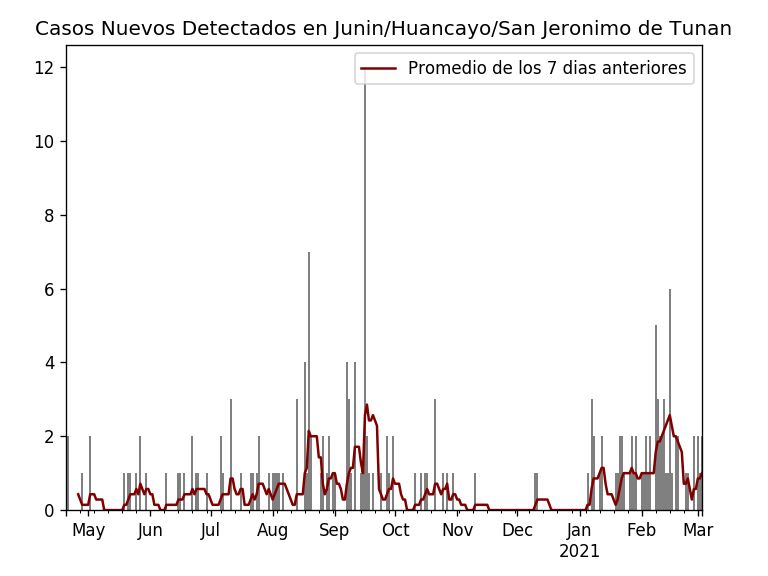 Casos Nuevos Detectados en Junin/Huancayo/San Jeronimo de Tunan
Promedio de los 7 dias anteriores
12
10
8
6
4
2
0
May Jun Jul Aug Sep Oct Nov Dec Jan Feb Mar
2021